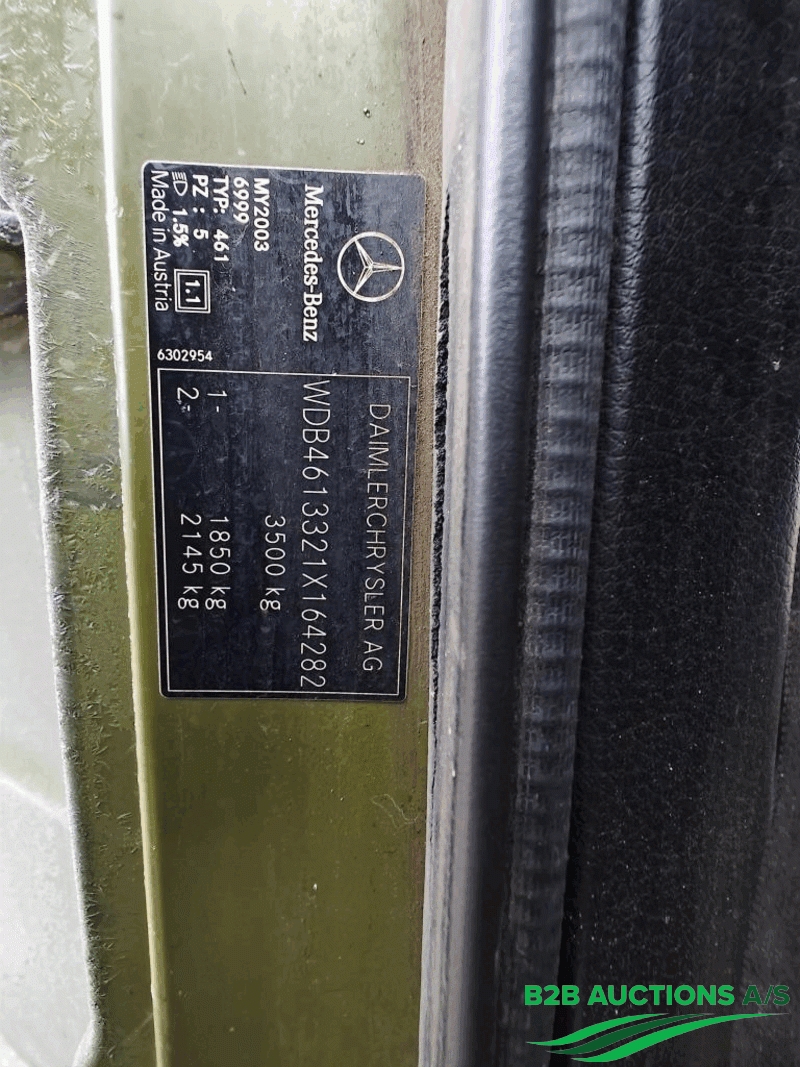 Mercedes-Benz
MY2003
6999
TYP: 461
PZ : 5
1.5%
1.1
Made in Austria
6302954
DAIMLERCHRYSLER AG
WDB4613321X164282
3500 kg
1- 1850 kg
2.- 2145 kg
B2B AUCTIONS A/S